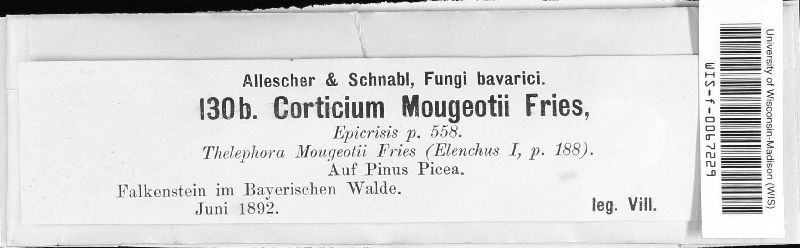 Allescher & Schnabl, Fungi bavarici.
130b. Corticium Mougeotii Fries,
Epicrisis p. 558.
Thelephora Mougeotii Fries (Elenchus I, p. 188).
Auf Pinus Picea.
Falkenstein im Bayerischen Walde.
Juni 1892.
leg. Vill.
University of Wisconsin-Madison (WIS)
WIS-f-0067229